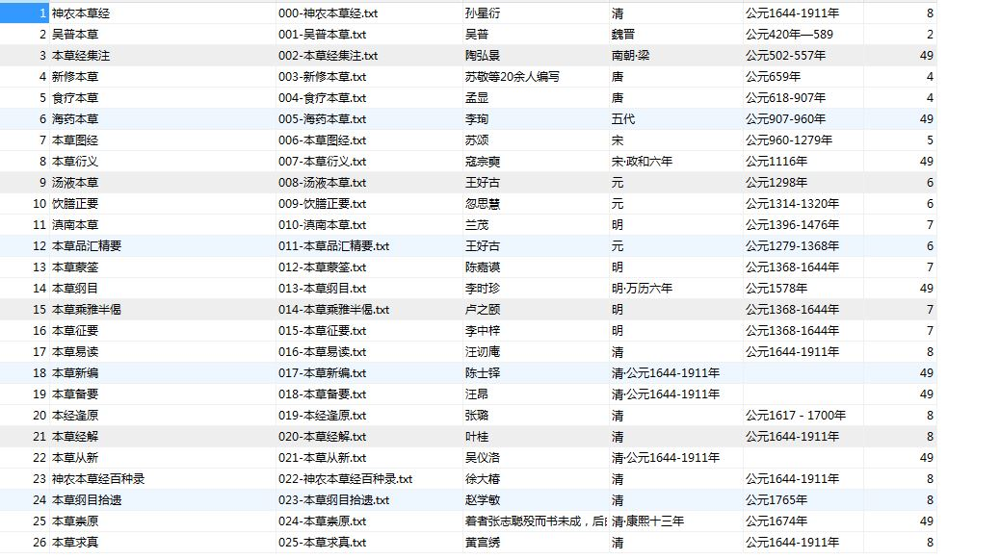 1 神农本草经 000-神农本草经.txt 孙星衍 清 公元1644-1911年 8
2 吴普本草 001-吴普本草.txt 吴普 魏晋 公元420年—589 2
3 本草经集注 002-本草经集注.txt 陶弘景 南朝·梁 公元502-557年 49
4 新修本草 003-新修本草.txt 苏敬等20余人编写 唐 公元659年 4
5 食疗本草 004-食疗本草.txt 孟显 唐 公元618-907年 4
6 海药本草 005-海药本草.txt 李珣 五代 公元907-960年 49
7 本草图经 006-本草图经.txt 苏颂 宋 公元960-1279年 5
8 本草衍义 007-本草衍义.txt 寇宗奭 宋·政和六年 公元1116年 49
9 汤液本草 008-汤液本草.txt 王好古 元 公元1298年 6
10 饮膳正要 009-饮膳正要.txt 忽思慧 元 公元1314-1320年 6
11 滇南本草 010-滇南本草.txt 兰茂 明 公元1396-1476年 7
12 本草品汇精要 011-本草品汇精要.txt 王好古 元 公元1279-1368年 6
13 本草蒙筌 012-本草蒙筌.txt 陈嘉谟 明 公元1368-1644年 7
14 本草纲目 013-本草纲目.txt 李时珍 明·万历六年 公元1578年 49
15 本草乘雅半偈 014-本草乘雅半偈.txt 卢之颐 明 公元1368-1644年 7
16 本草征要 015-本草征要.txt 李中梓 明 公元1368-1644年 7
17 本草易读 016-本草易读.txt 汪讱庵 清 公元1644-1911年 8
18 本草新编 017-本草新编.txt 陈士铎 清·公元1644-1911年 49
19 本草备要 018-本草备要.txt 汪昂 清·公元1644-1911年 49
20 本经逢原 019-本经逢原.txt 张璐 清 公元1617 - 1700年 8
21 本草经解 020-本草经解.txt 叶桂 清 公元1644-1911年 8
22 本草从新 021-本草从新.txt 吴仪洛 清·公元1644-1911年 49
23 神农本草经百种录 022-神农本草经百种录.txt 徐大椿 清 公元1644-1911年 8
24 本草纲目拾遗 023-本草纲目拾遗.txt 赵学敏 清 公元1765年 8
25 本草崇原 024-本草崇原.txt 着者张志聪殁而书未成，后 清·康熙十三年 公元1674年 49
26 本草求真 025-本草求真.txt 黄宫绣 清 公元1644-1911年 8